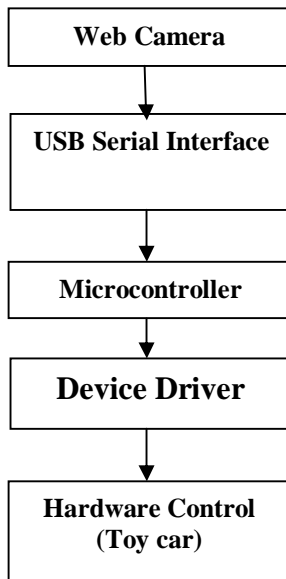 Web Camera
USB Serial Interface
Microcontroller
Device Driver
Hardware Control
(Toy car)